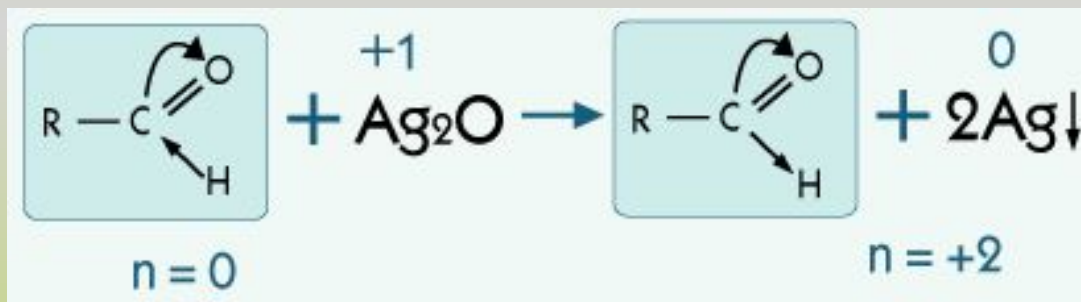 +1 0
R — C O H + Ag₂O → R — C O H + 2Ag↓
n = 0 n = +2